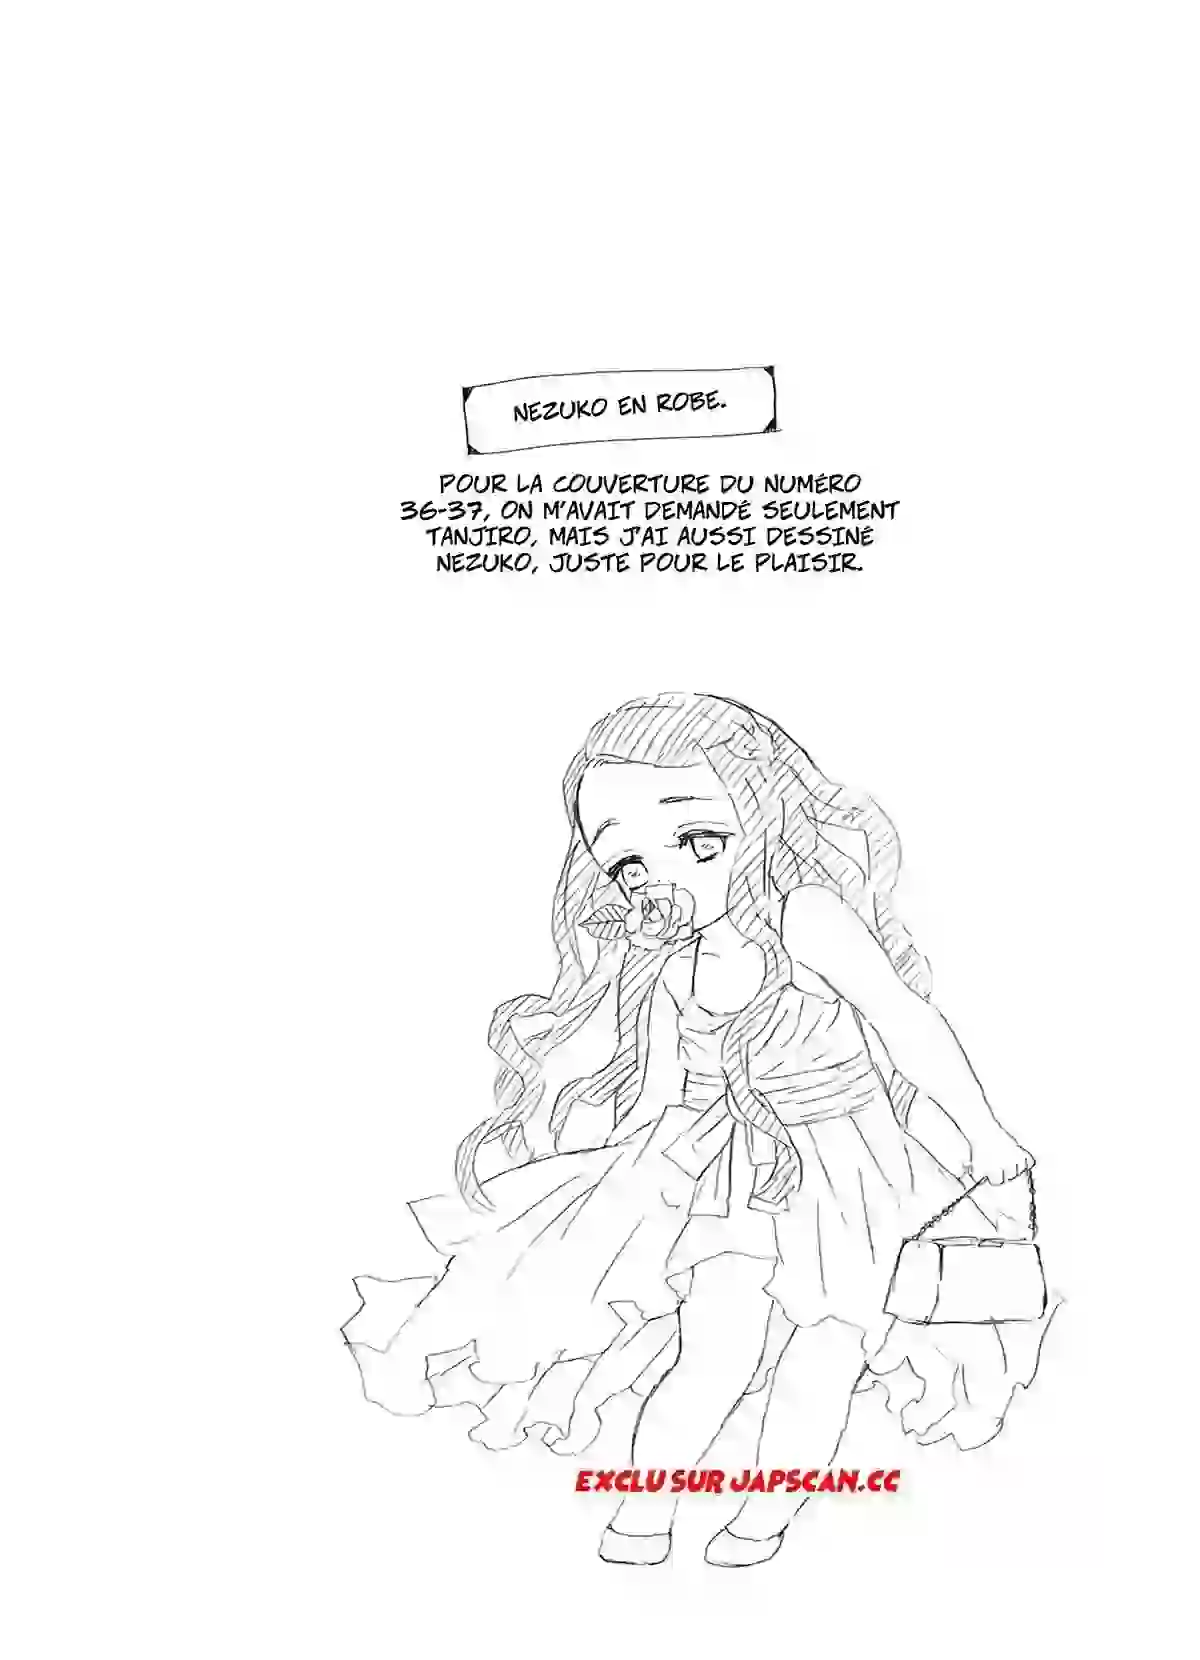 NEZUKO EN ROBE.
POUR LA COUVERTURE DU NUMÉRO
36-37, ON M'AVAIT DEMANDÉ SEULEMENT
TANJIRO, MAIS J'AI AUSSI DESSINÉ
NEZUKO, JUSTE POUR LE PLAISIR.
EXCLU SUR JAPSCAN.CC